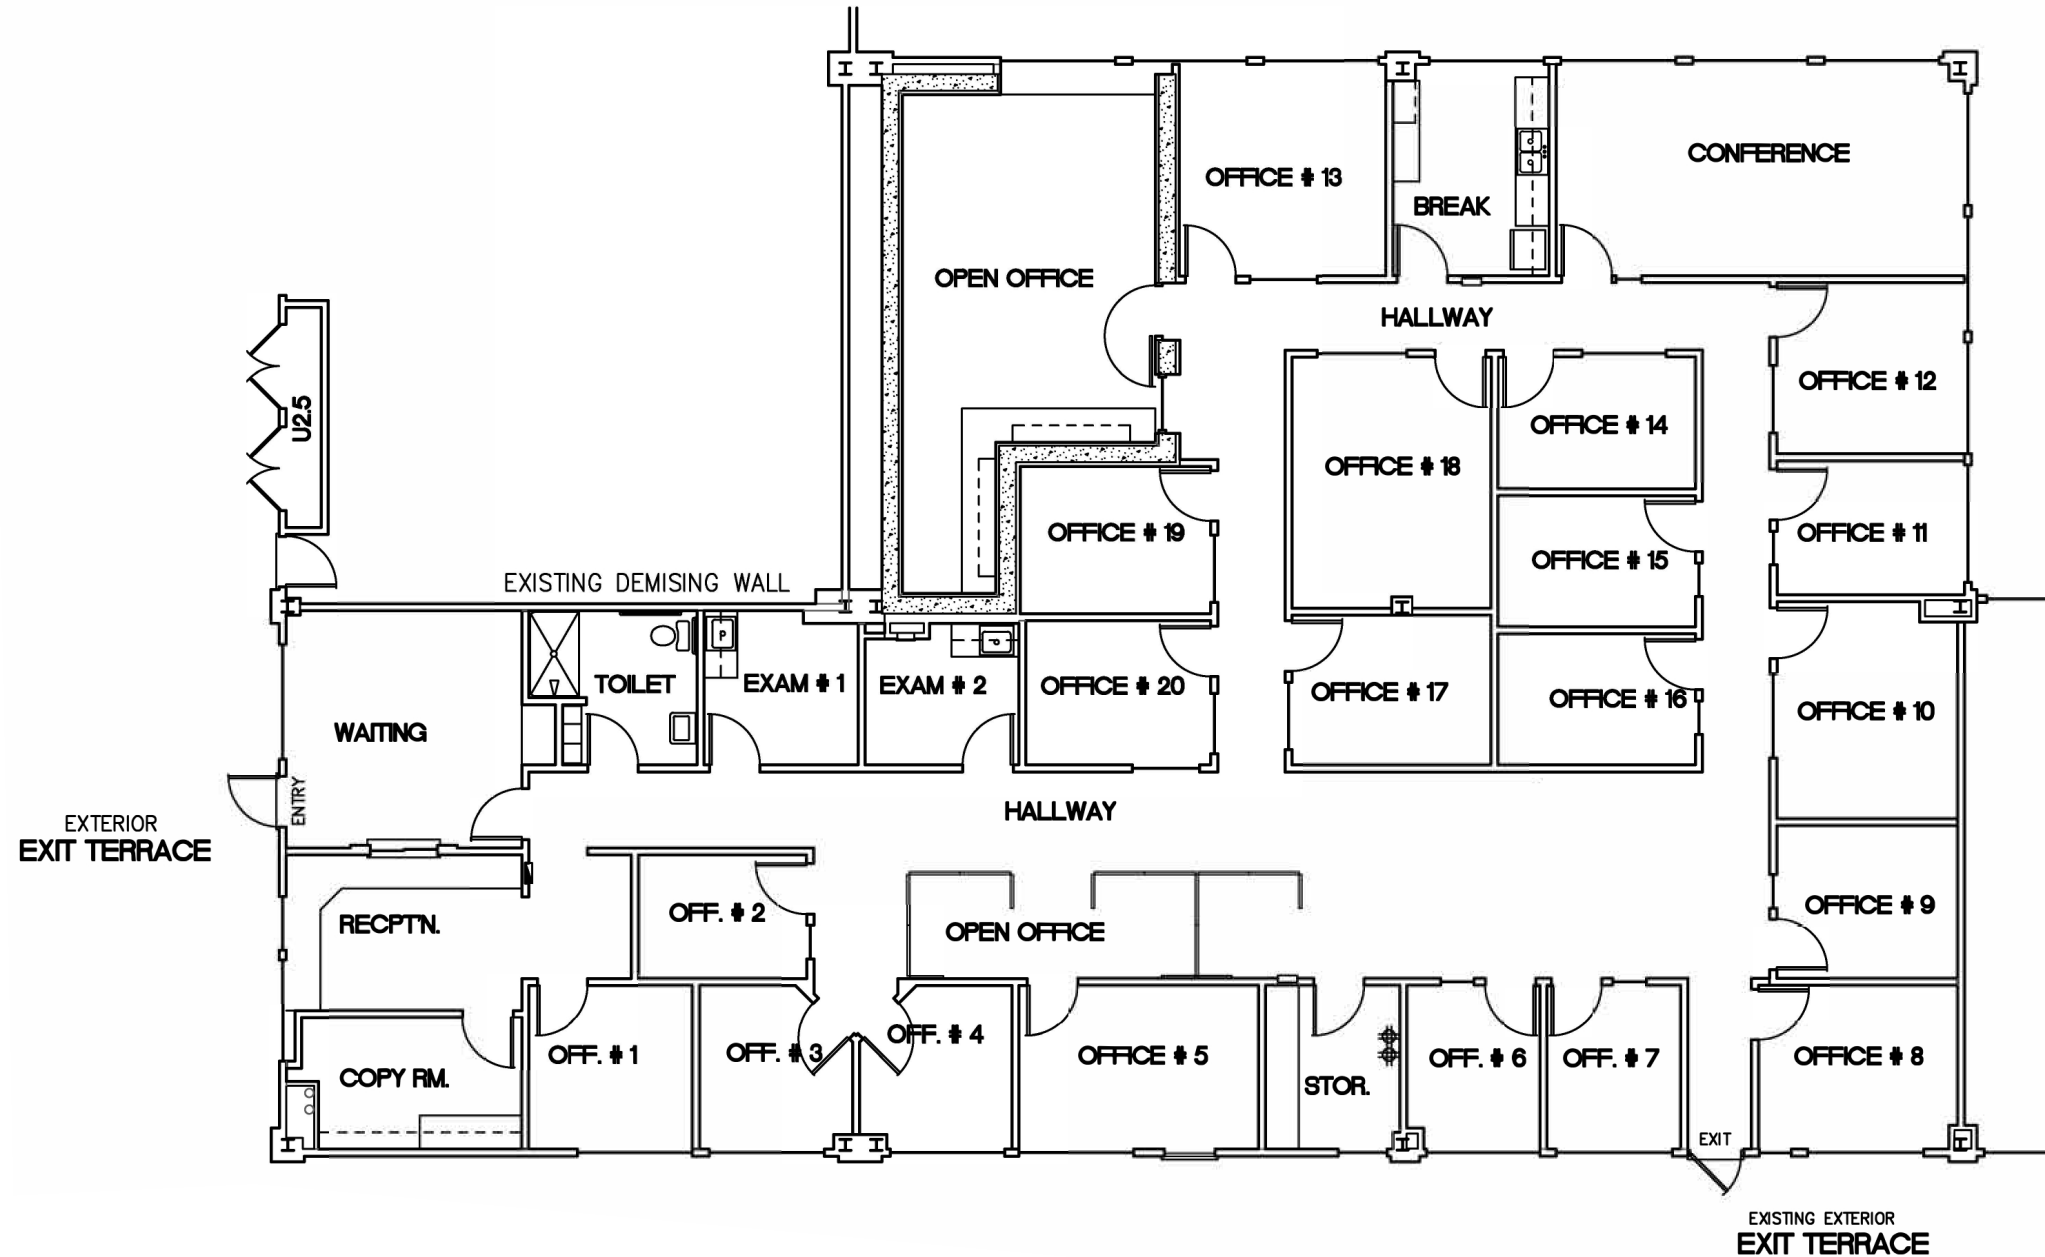 CONFERENCE
OFFICE # 13
BREAK
OPEN OFFICE
HALLWAY
OFFICE # 12
U2.5
OFFICE # 14
OFFICE # 18
OFFICE # 19
OFFICE # 11
OFFICE # 15
EXISTING DEMISING WALL
TOILET
EXAM # 1
EXAM # 2
OFFICE # 20
OFFICE # 17
OFFICE # 16
OFFICE # 10
WAITING
ENTRY
HALLWAY
EXTERIOR
EXIT TERRACE
RECPT'N.
OFF. # 2
OPEN OFFICE
OFFICE # 9
COPY RM.
OFF. # 1
OFF. # 3
OFF. # 4
OFFICE # 5
STOR.
OFF. # 6
OFF. # 7
OFFICE # 8
EXIT
EXISTING EXTERIOR
EXIT TERRACE